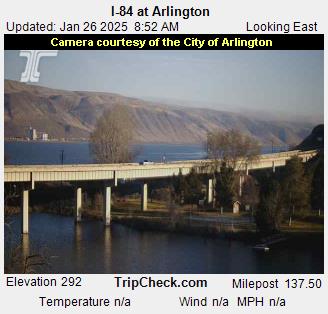 I-84 at Arlington
Updated: Jan 26 2025 8:52 AM Looking East
Camera courtesy of the City of Arlington
Elevation 292 TripCheck.com Milepost 137.50
Temperature n/a Wind n/a MPH n/a